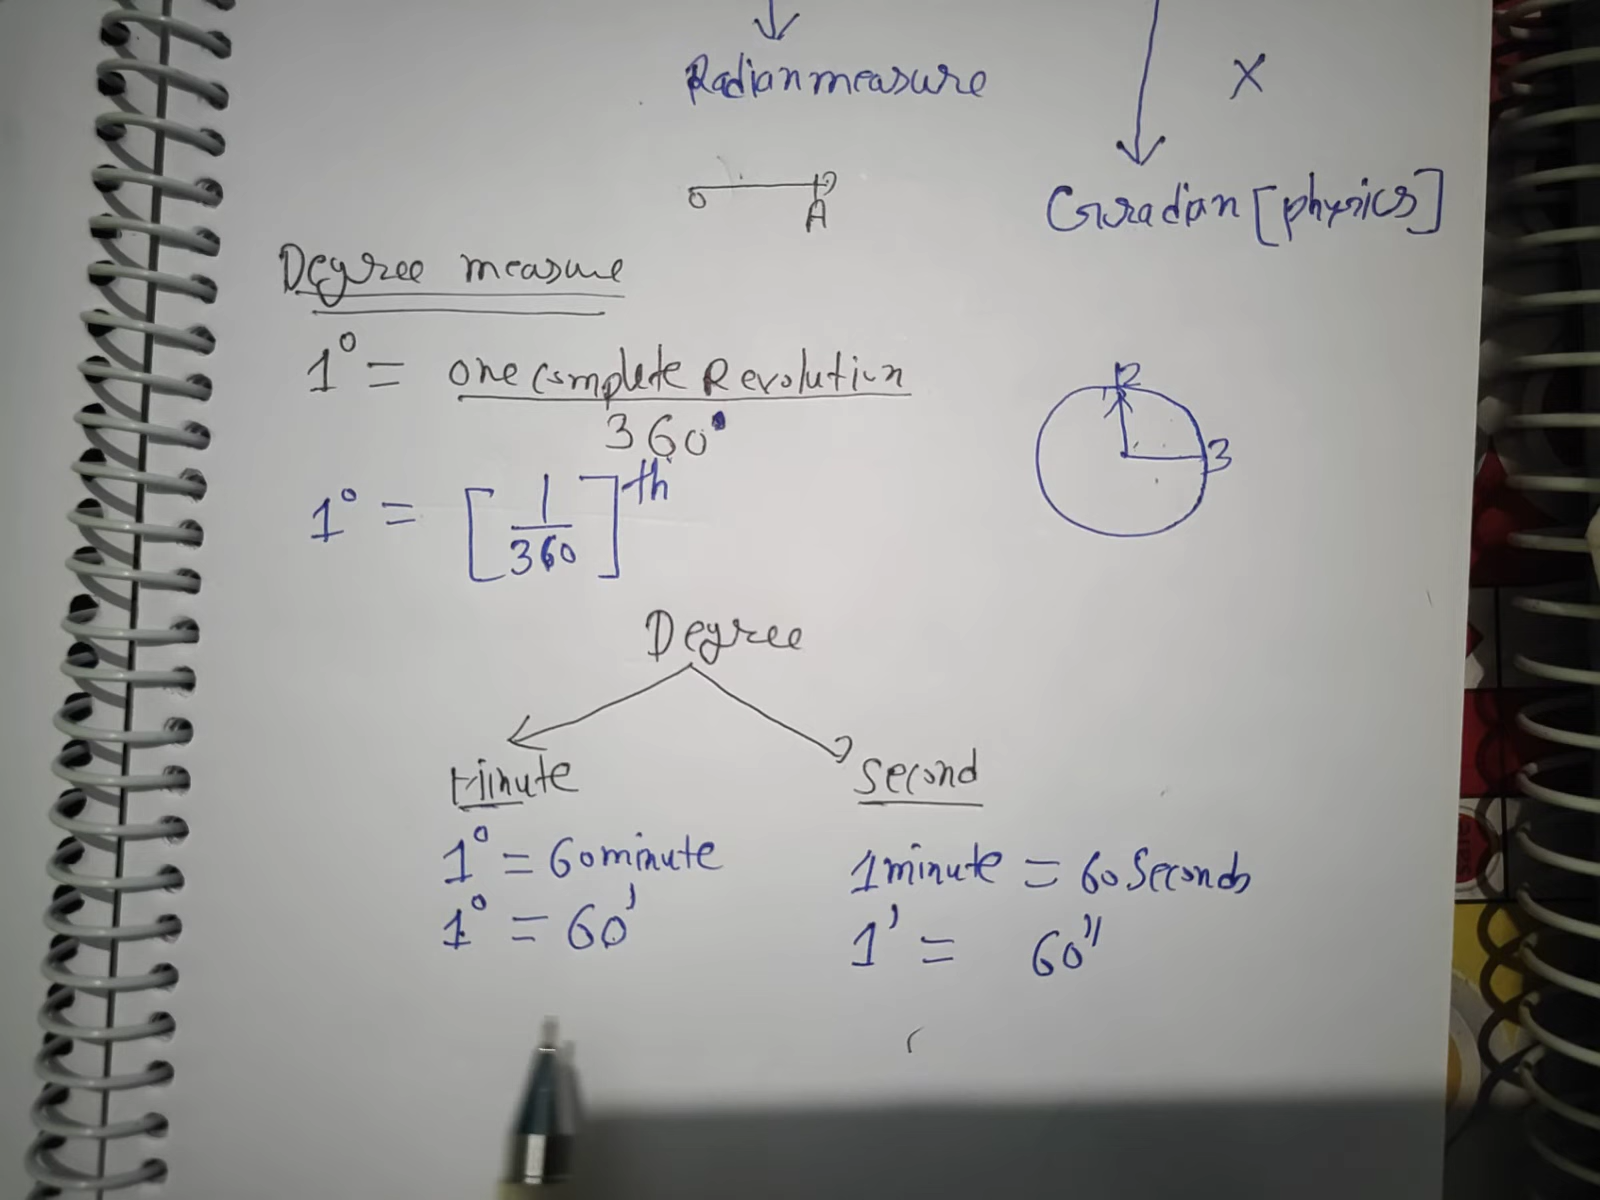 Radian measure
X
Gradian [physics]
O A
Degree measure
1° = one complete Revolution
360
12
3
1° = [1/360]th
Degree
Minute
Second
1° = 60 minute
1 minute = 60 Seconds
1° = 60'
1' = 60''